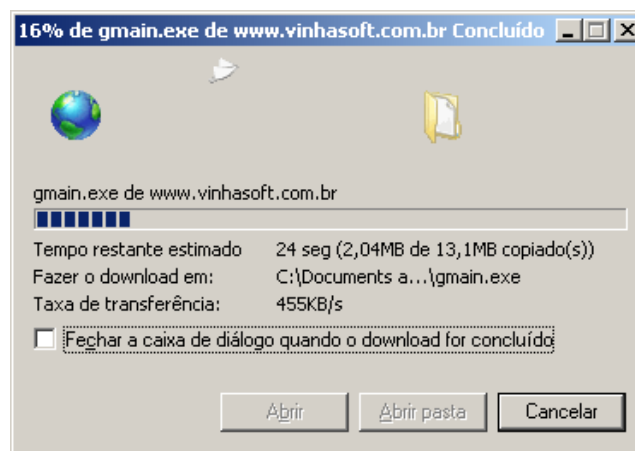 16% de gmain.exe de www.vinhasoft.com.br Concluído
gmain.exe de www.vinhasoft.com.br
Tempo restante estimado 24 seg (2,04MB de 13,1MB copiado(s))
Fazer o download em: C:\Documents a...\gmain.exe
Taxa de transferência: 455KB/s
Fechar a caixa de diálogo quando o download for concluído
Abrir Abrir pasta Cancelar